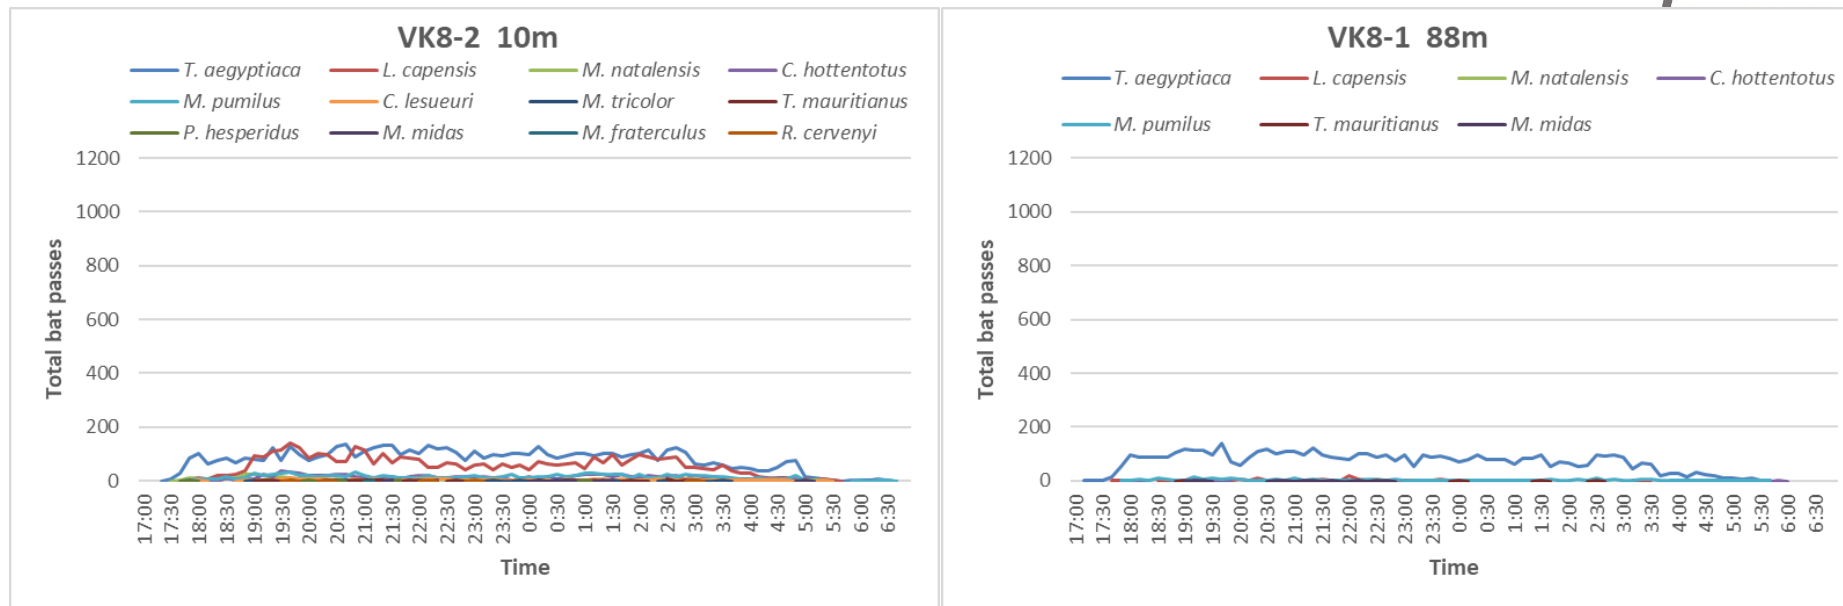 VK8-2 10m
T. aegyptiaca L. capensis M. natalensis C. hottentotus
M. pumilus C. lesueuri M. tricolor T. mauritianus
P. hesperidus M. midas M. fraterculus R. cervenyi
1200
1000
800
600
400
200
0
Total bat passes
17:00 17:30 18:00 18:30 19:00 19:30 20:00 20:30 21:00 21:30 22:00 22:30 23:00 23:30 0:00 0:30 1:00 1:30 2:00 2:30 3:00 3:30 4:00 4:30 5:00 5:30 6:00 6:30
Time
VK8-1 88m
T. aegyptiaca L. capensis M. natalensis C. hottentotus
M. pumilus T. mauritianus M. midas
1200
1000
800
600
400
200
0
Total bat passes
17:00 17:30 18:00 18:30 19:00 19:30 20:00 20:30 21:00 21:30 22:00 22:30 23:00 23:30 0:00 0:30 1:00 1:30 2:00 2:30 3:00 3:30 4:00 4:30 5:00 5:30 6:00 6:30
Time